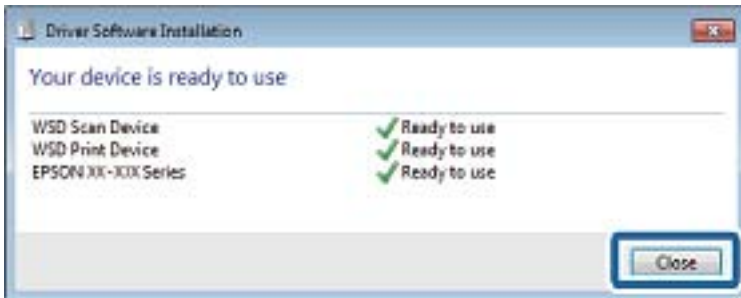 Driver Software Installation
Your device is ready to use
WSD Scan Device Ready to use
WSD Print Device Ready to use
EPSON XX-XXX Series Ready to use
Close